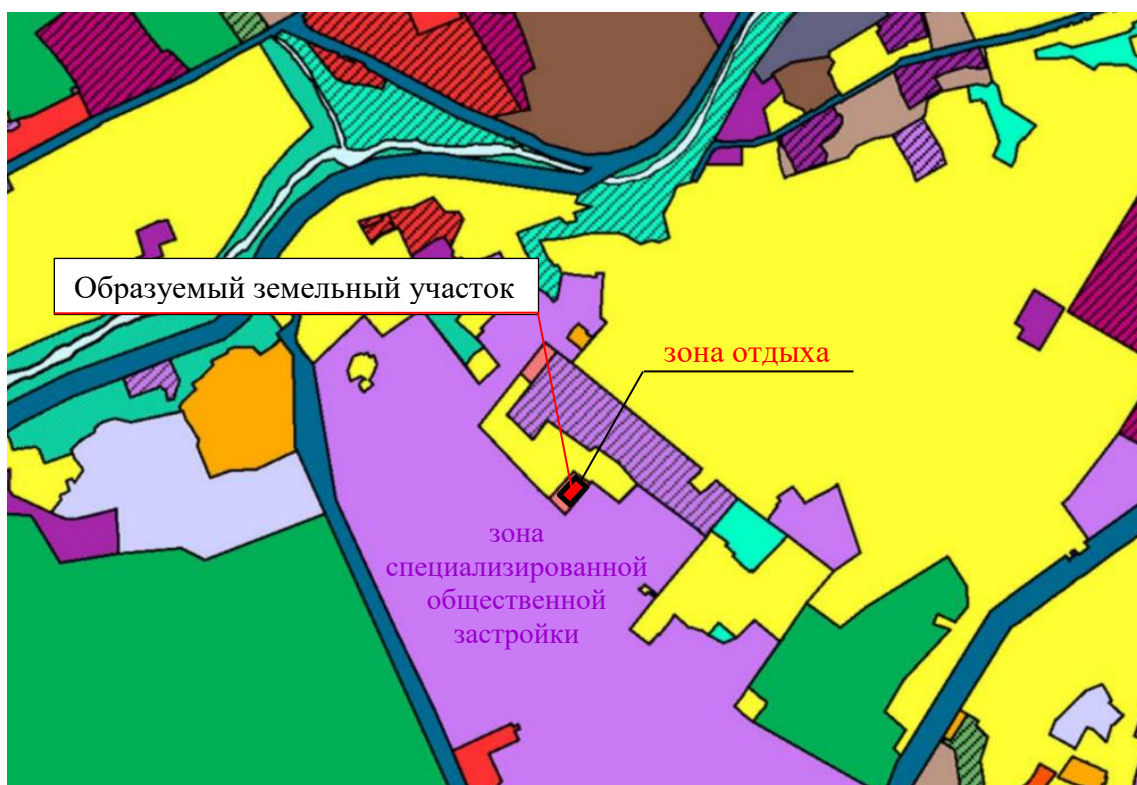 Образуемый земельный участок
зона отдыха
зона
специализированной
общественной
застройки